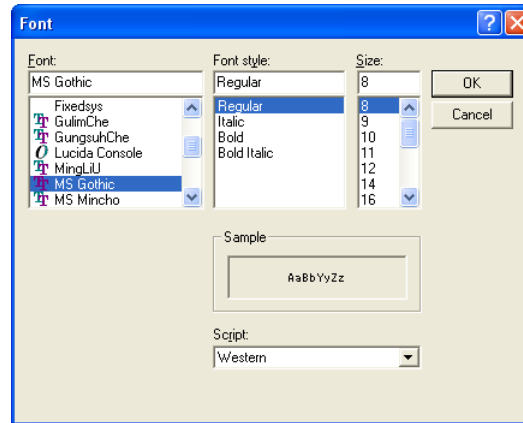 Font
Font: Font style: Size:
MS Gothic Regular 8 OK
Fixedsys Regular 8 Cancel
GulimChe Italic 9
GungsuhChe Bold 10
Lucida Console Bold Italic 11
MingLiU 12
MS Gothic 14
MS Mincho 16
Sample
AaBbYyZz
Script:
Western